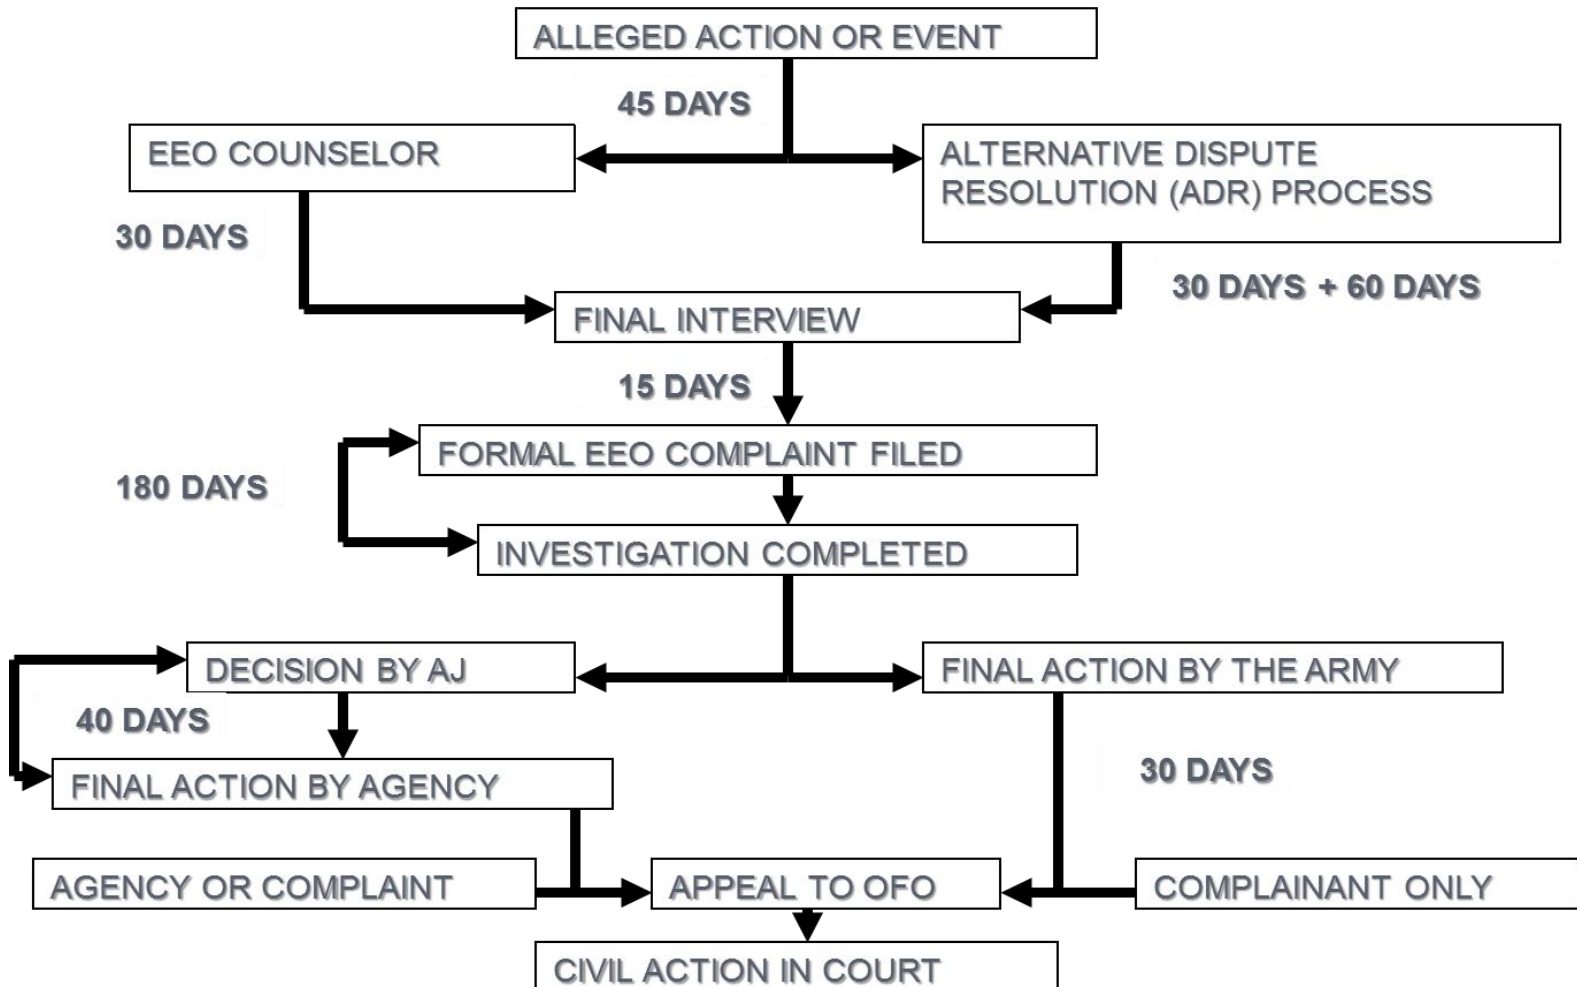 ALLEGED ACTION OR EVENT
45 DAYS
EEO COUNSELOR
ALTERNATIVE DISPUTE
RESOLUTION (ADR) PROCESS
30 DAYS
30 DAYS + 60 DAYS
FINAL INTERVIEW
15 DAYS
FORMAL EEO COMPLAINT FILED
180 DAYS
INVESTIGATION COMPLETED
DECISION BY AJ
FINAL ACTION BY THE ARMY
40 DAYS
FINAL ACTION BY AGENCY
30 DAYS
AGENCY OR COMPLAINT
APPEAL TO OFO
COMPLAINANT ONLY
CIVIL ACTION IN COURT